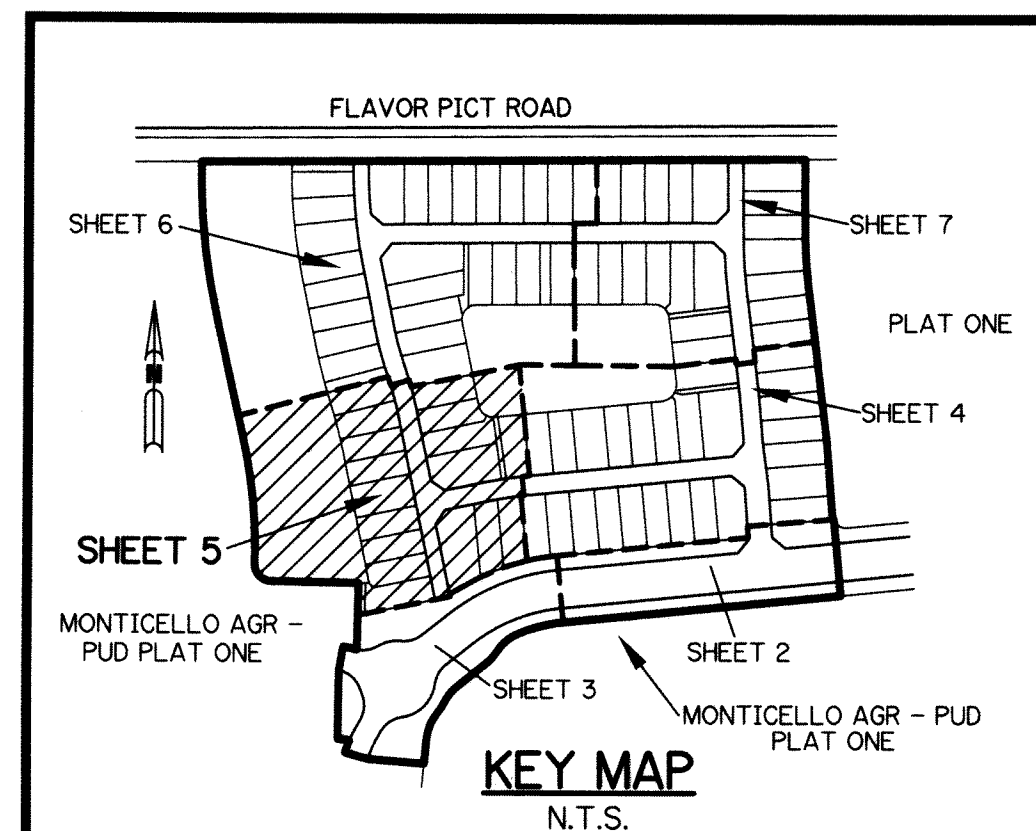 FLAVOR PICT ROAD
SHEET 6
SHEET 7
PLAT ONE
N
SHEET 4
SHEET 5
MONTICELLO AGR -
PUD PLAT ONE
SHEET 2
SHEET 3
MONTICELLO AGR - PUD
PLAT ONE
KEY MAP
N.T.S.